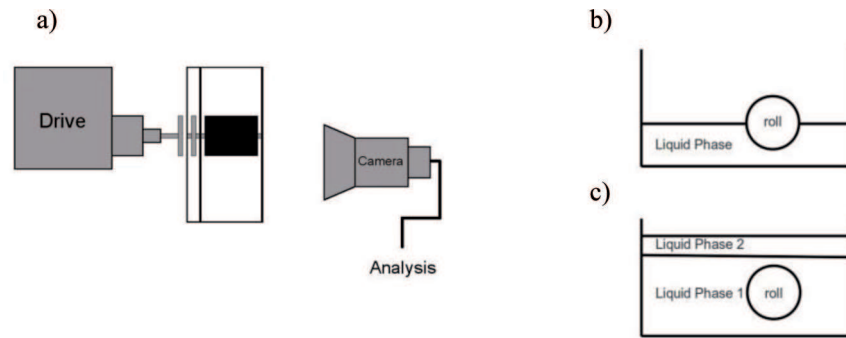 a)
Drive
Camera
Analysis
b)
roll
Liquid Phase
c)
Liquid Phase 2
Liquid Phase 1
roll